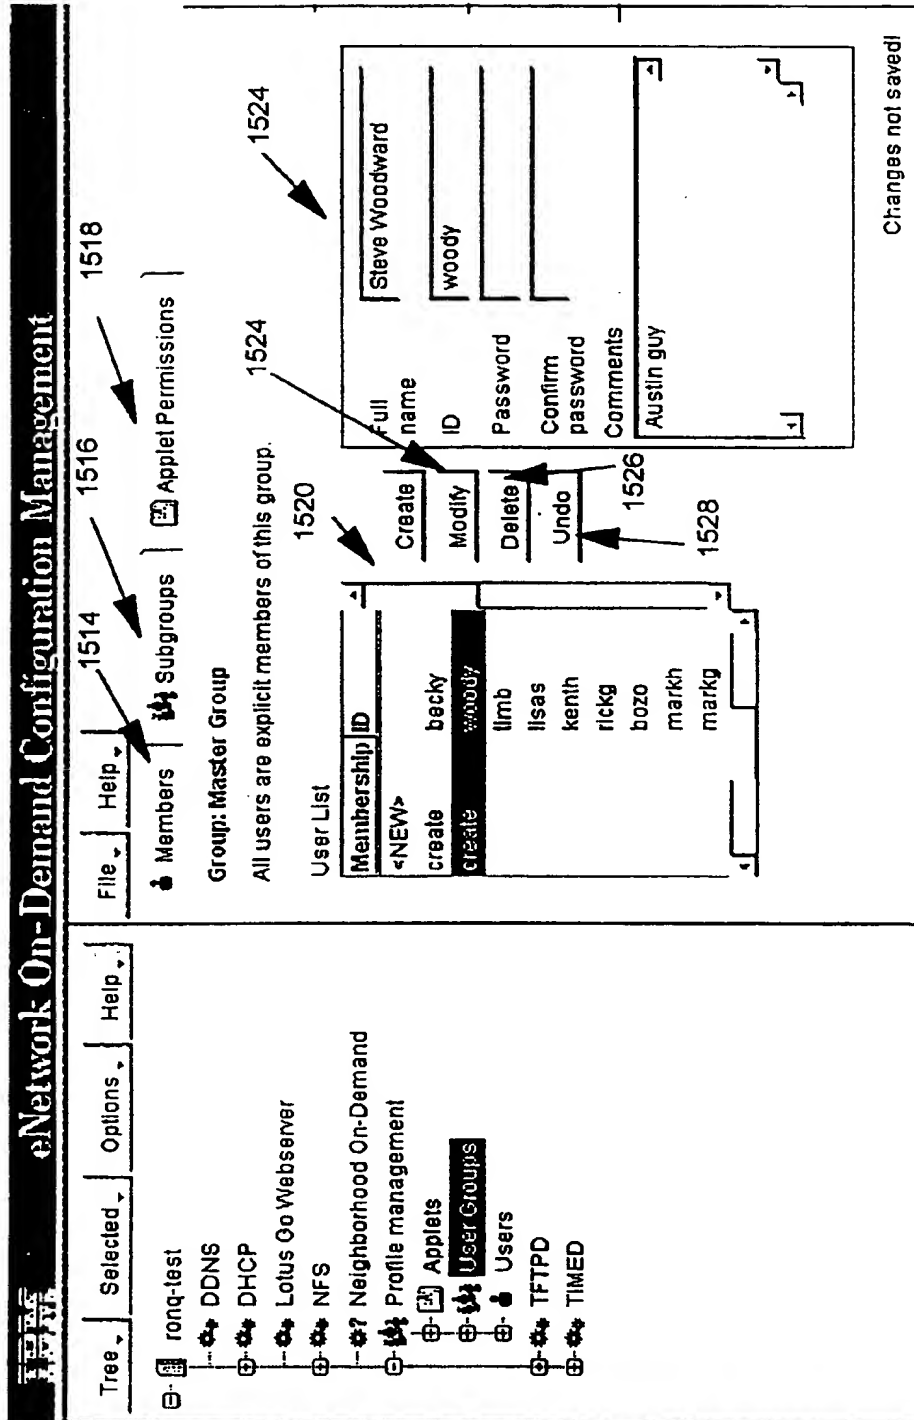 eNetwork On-Demand Configuration Management
Tree Selected Options Help
ronq-test
DDNS
DHCP
Lotus Go Webserver
NFS
? Neighborhood On-Demand
Profile management
Applets
User Groups
Users
TFTPD
TIMED
File Help
1514
1516
1518
Members Subgroups Applet Permissions
Group: Master Group
All users are explicit members of this group.
1520
1524
1524
User List
Membership ID
<NEW>
create becky
create woody
timb
lisas
kenth
rickg
bozo
markh
markg
Create
Modify
Delete
Undo
1526
1528
Full name Steve Woodward
ID woody
Password
Confirm password
Comments
Austin guy
Changes not saved!